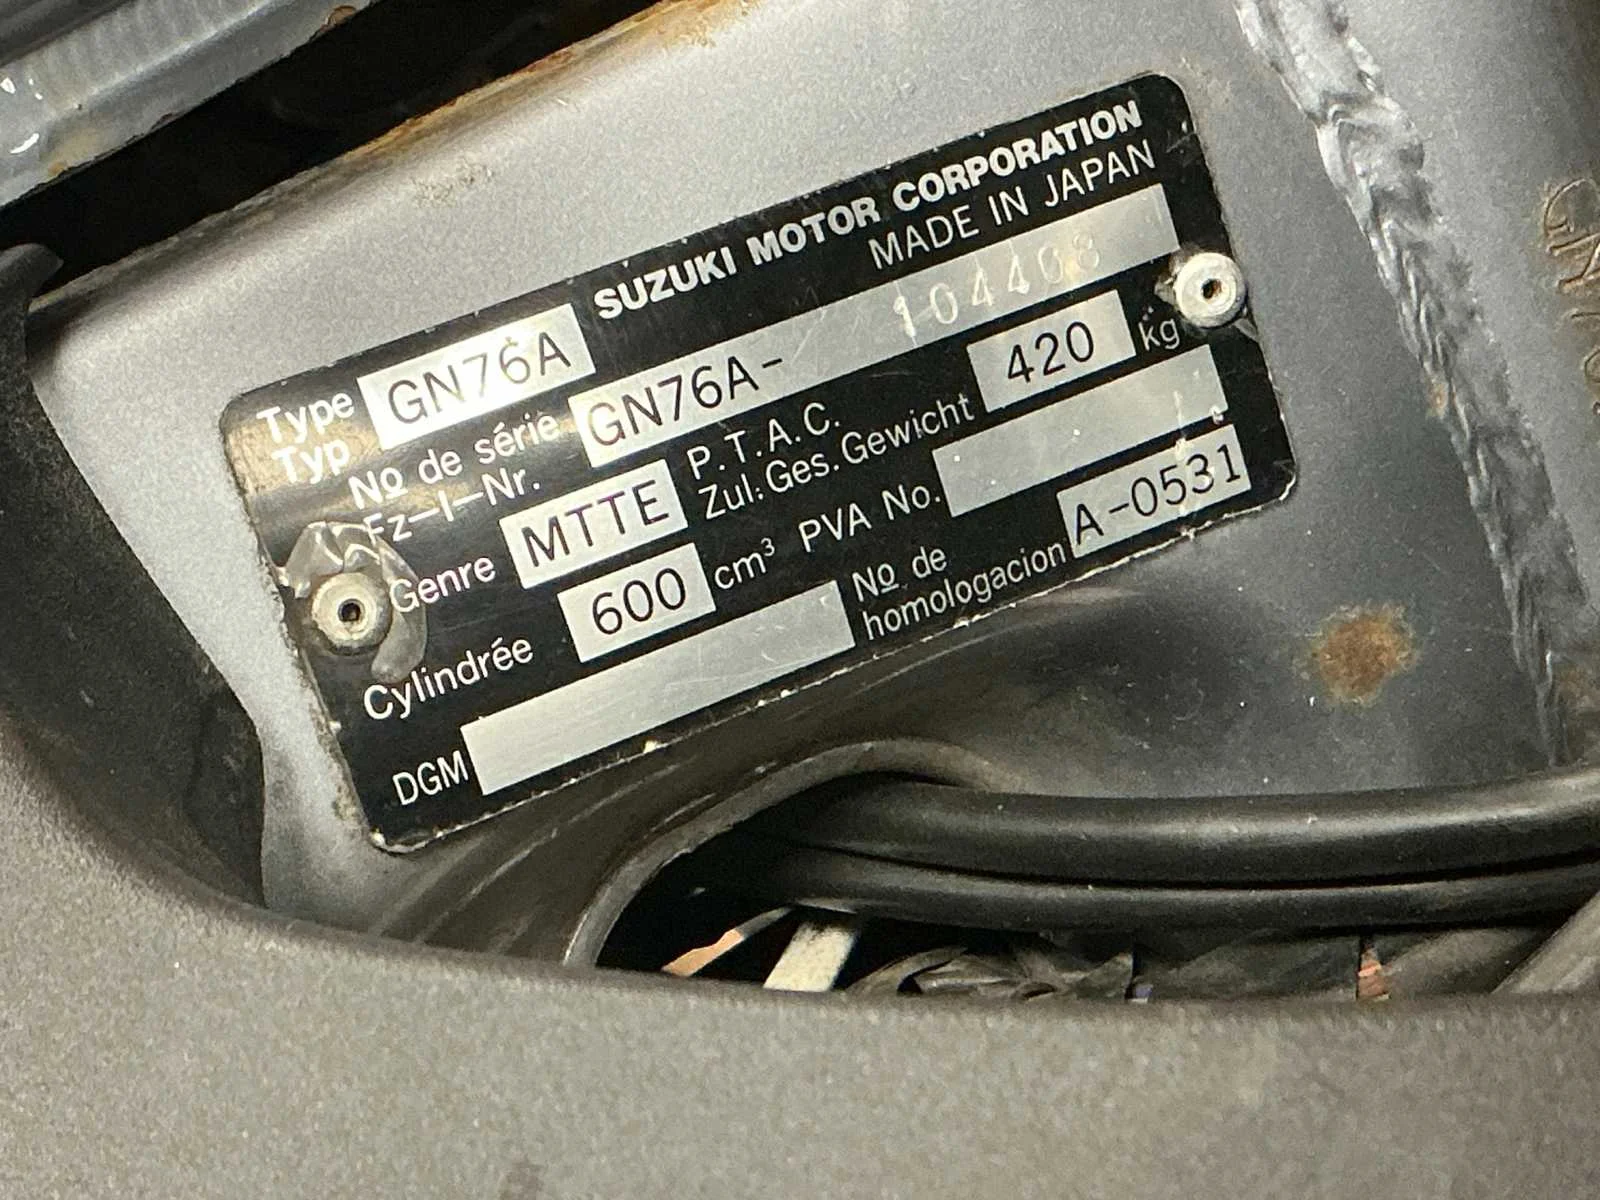 SUZUKI MOTOR CORPORATION
MADE IN JAPAN
Type
Typ GN76A
Nº de série
Fz-I-Nr. GN76A- 104408
Genre MTTE
P.T.A.C.
Zul. Ges. Gewicht 420 kg
Cylindrée 600 cm³
PVA No.
DGM
Nº de
homologacion A-0531